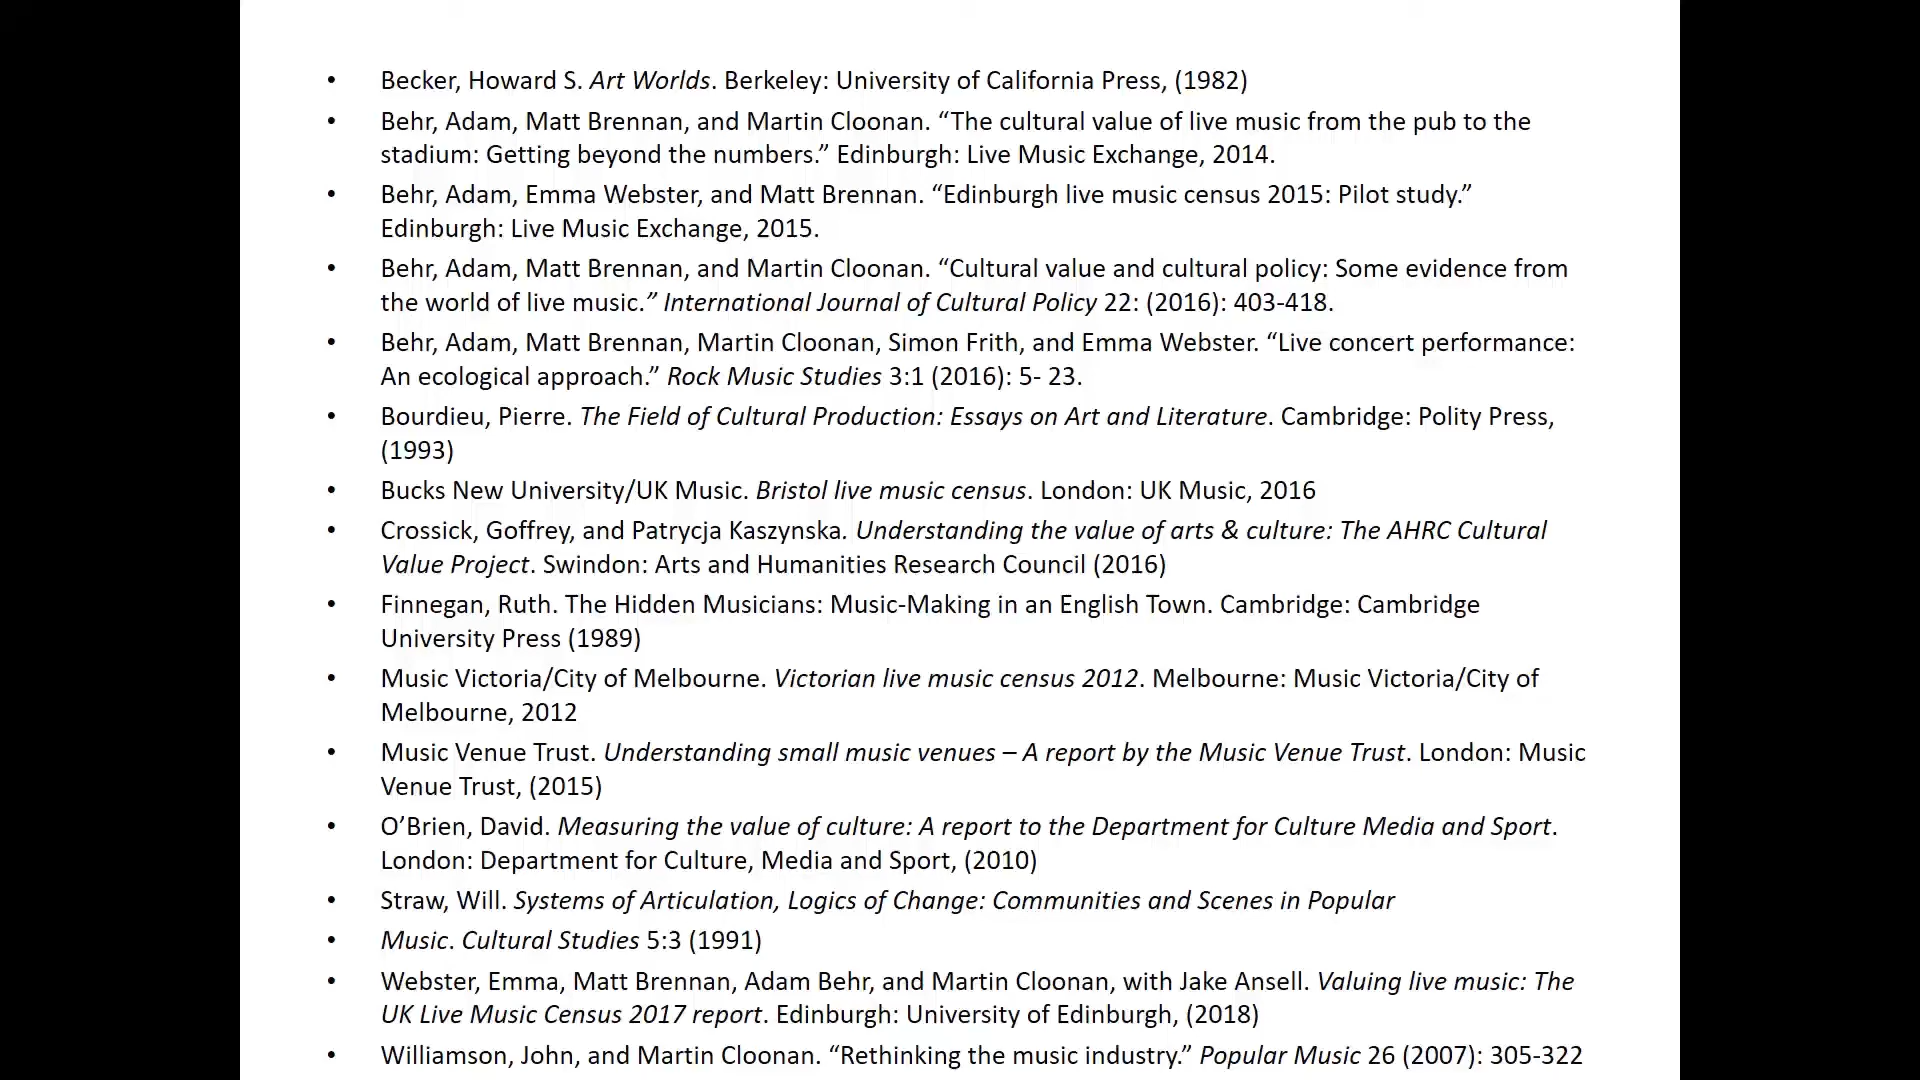 • Becker, Howard S. Art Worlds. Berkeley: University of California Press, (1982)
• Behr, Adam, Matt Brennan, and Martin Cloonan. “The cultural value of live music from the pub to the
stadium: Getting beyond the numbers.” Edinburgh: Live Music Exchange, 2014.
• Behr, Adam, Emma Webster, and Matt Brennan. “Edinburgh live music census 2015: Pilot study.”
Edinburgh: Live Music Exchange, 2015.
• Behr, Adam, Matt Brennan, and Martin Cloonan. “Cultural value and cultural policy: Some evidence from
the world of live music.” International Journal of Cultural Policy 22: (2016): 403-418.
• Behr, Adam, Matt Brennan, Martin Cloonan, Simon Frith, and Emma Webster. “Live concert performance:
An ecological approach.” Rock Music Studies 3:1 (2016): 5- 23.
• Bourdieu, Pierre. The Field of Cultural Production: Essays on Art and Literature. Cambridge: Polity Press,
(1993)
• Bucks New University/UK Music. Bristol live music census. London: UK Music, 2016
• Crossick, Goffrey, and Patrycja Kaszynska. Understanding the value of arts & culture: The AHRC Cultural
Value Project. Swindon: Arts and Humanities Research Council (2016)
• Finnegan, Ruth. The Hidden Musicians: Music-Making in an English Town. Cambridge: Cambridge
University Press (1989)
• Music Victoria/City of Melbourne. Victorian live music census 2012. Melbourne: Music Victoria/City of
Melbourne, 2012
• Music Venue Trust. Understanding small music venues – A report by the Music Venue Trust. London: Music
Venue Trust, (2015)
• O’Brien, David. Measuring the value of culture: A report to the Department for Culture Media and Sport.
London: Department for Culture, Media and Sport, (2010)
• Straw, Will. Systems of Articulation, Logics of Change: Communities and Scenes in Popular
• Music. Cultural Studies 5:3 (1991)
• Webster, Emma, Matt Brennan, Adam Behr, and Martin Cloonan, with Jake Ansell. Valuing live music: The
UK Live Music Census 2017 report. Edinburgh: University of Edinburgh, (2018)
• Williamson, John, and Martin Cloonan. “Rethinking the music industry.” Popular Music 26 (2007): 305-322